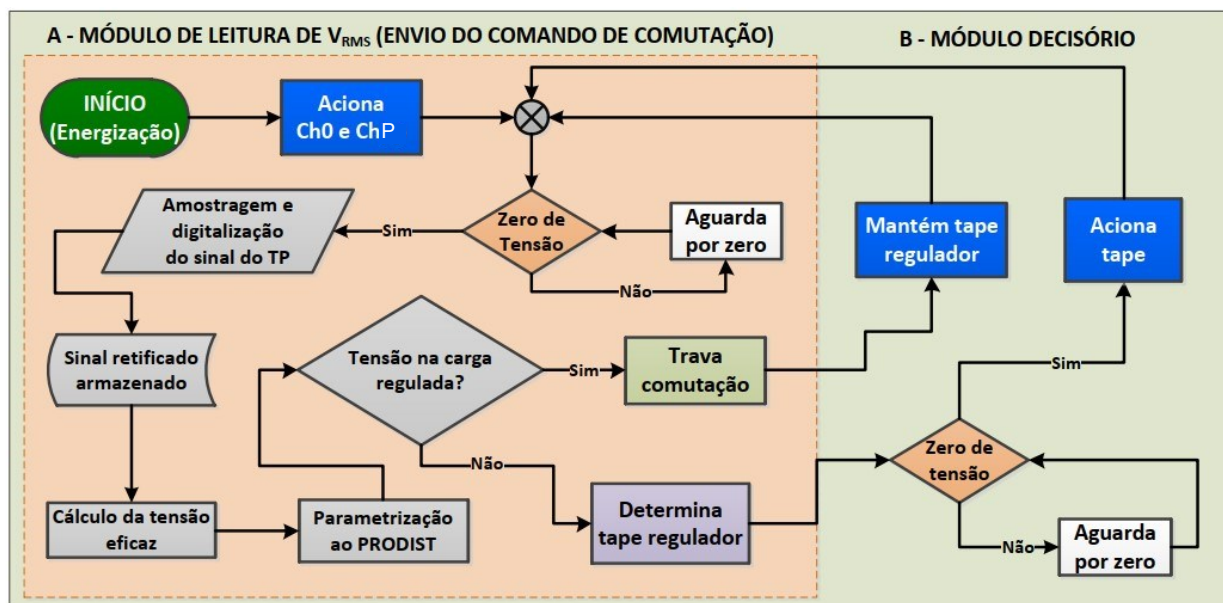 A - MÓDULO DE LEITURA DE VRMS (ENVIO DO COMANDO DE COMUTAÇÃO)
B - MÓDULO DECISÓRIO
INÍCIO
(Energização)
Aciona
Ch0 e ChP
Zero de
Tensão
Sim
Não
Aguarda
por zero
Amostragem e
digitalização
do sinal do TP
Sinal retificado
armazenado
Cálculo da tensão
eficaz
Parametrização
ao PRODIST
Tensão na carga
regulada?
Sim
Não
Trava
comutação
Determina
tape regulador
Mantém tape
regulador
Aciona
tape
Sim
Zero de
tensão
Não
Aguarda
por zero